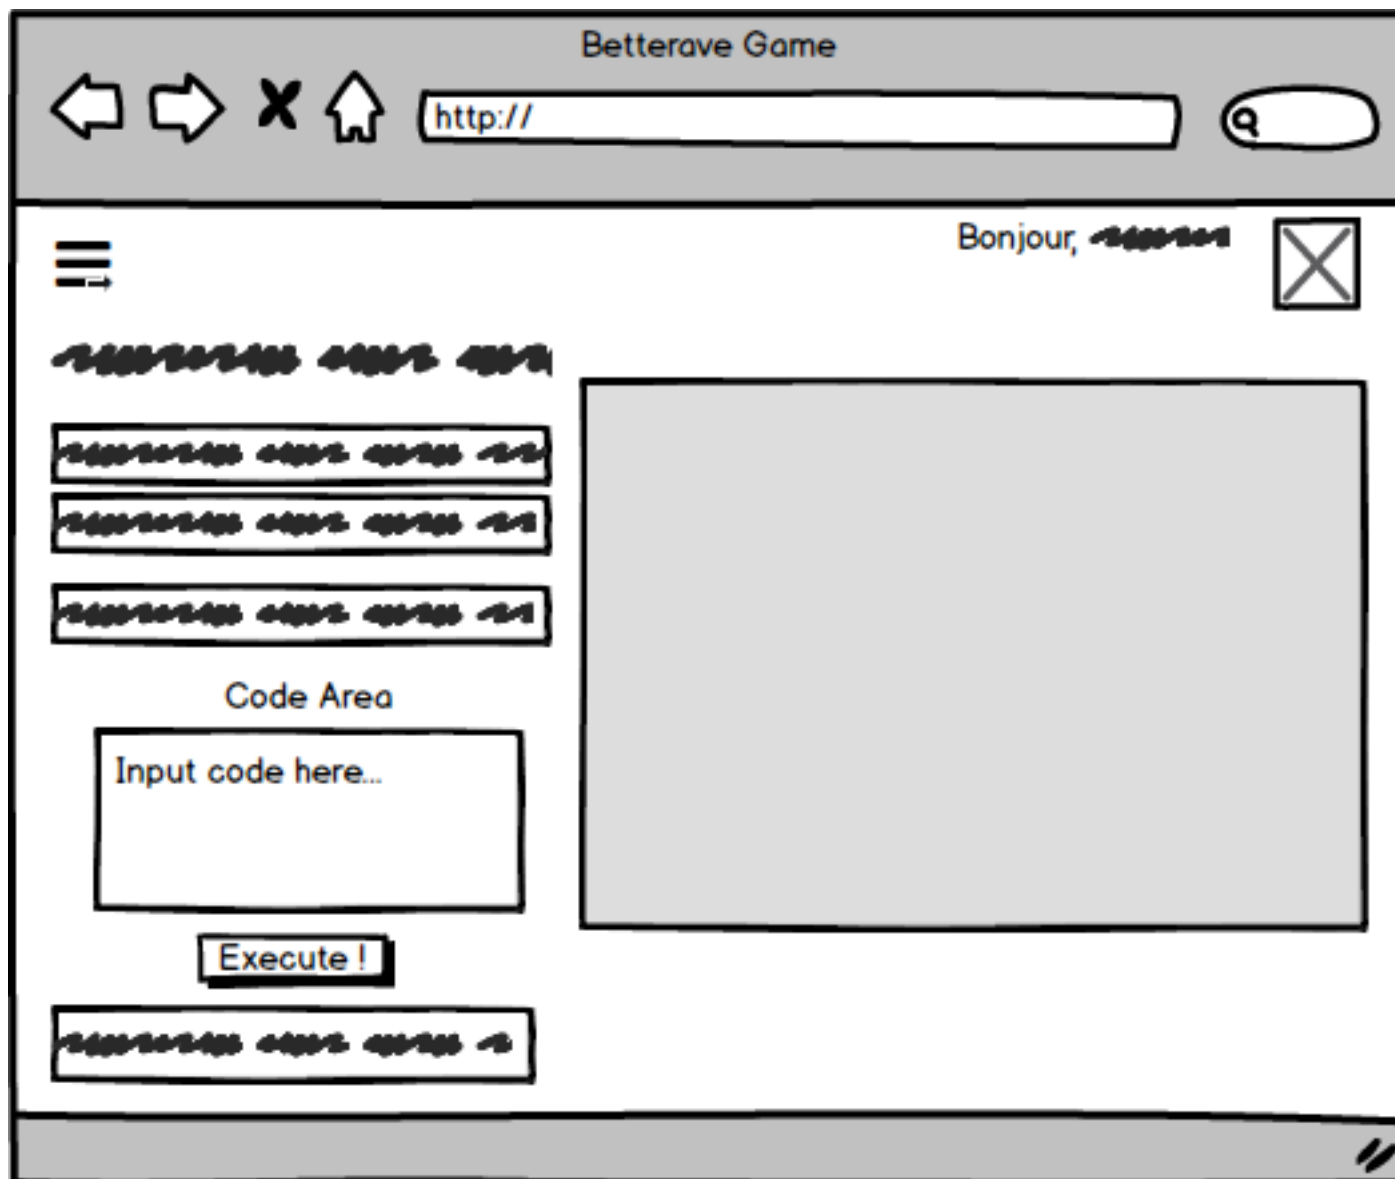 Betterave Game
http://
Bonjour,
Code Area
Input code here...
Execute !